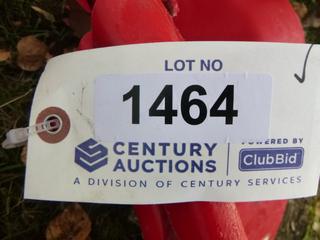 LOT NO
1464
CENTURY
AUCTIONS
POWERED BY
ClubBid
A DIVISION OF CENTURY SERVICES